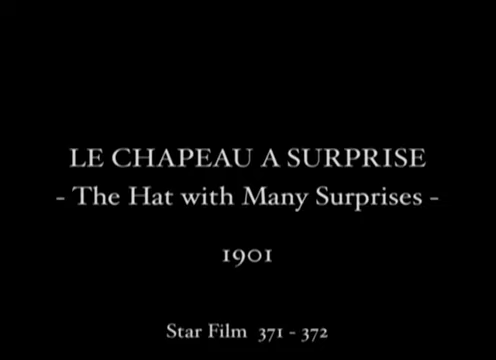 LE CHAPEAU A SURPRISE
- The Hat with Many Surprises -
1901
Star Film 371 - 372